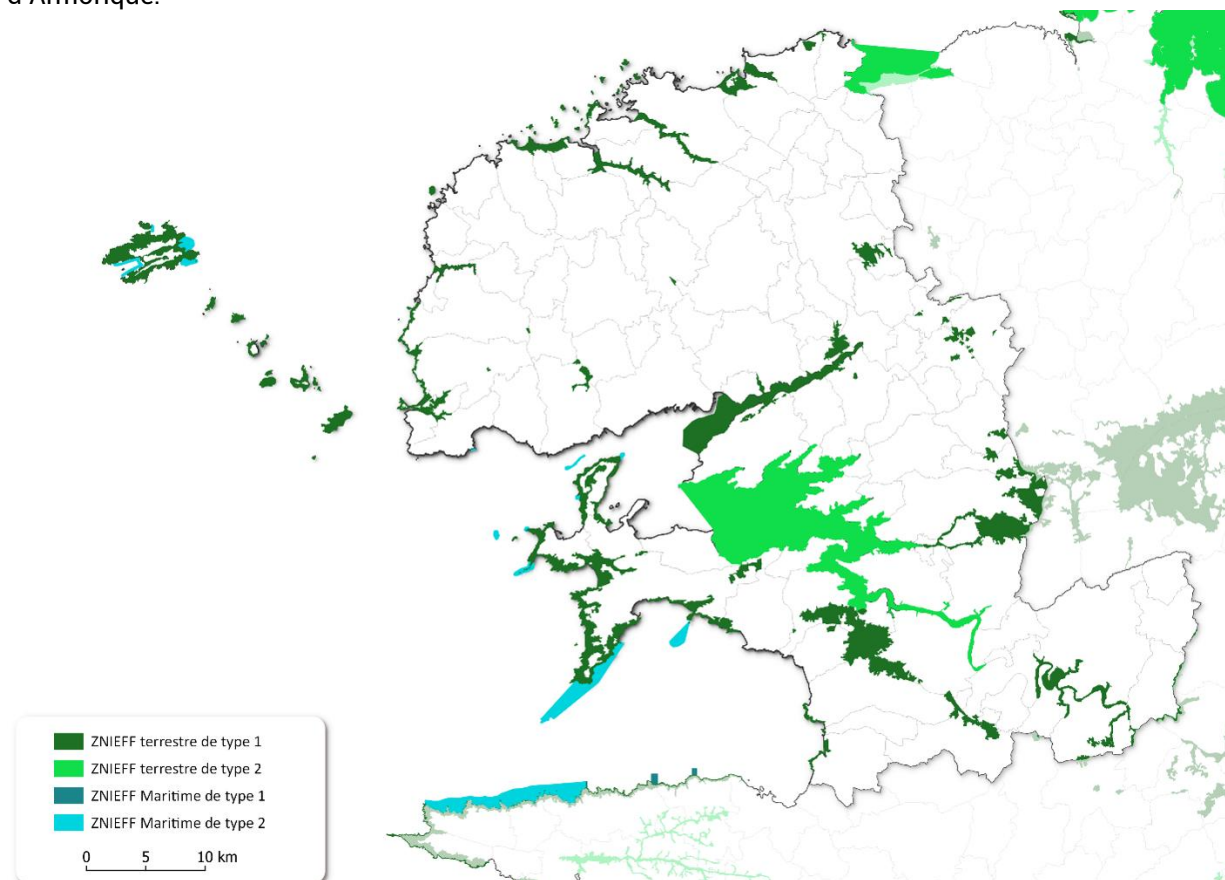 d'Armorique.
ZNIEFF terrestre de type 1
ZNIEFF terrestre de type 2
ZNIEFF Maritime de type 1
ZNIEFF Maritime de type 2
0 5 10 km